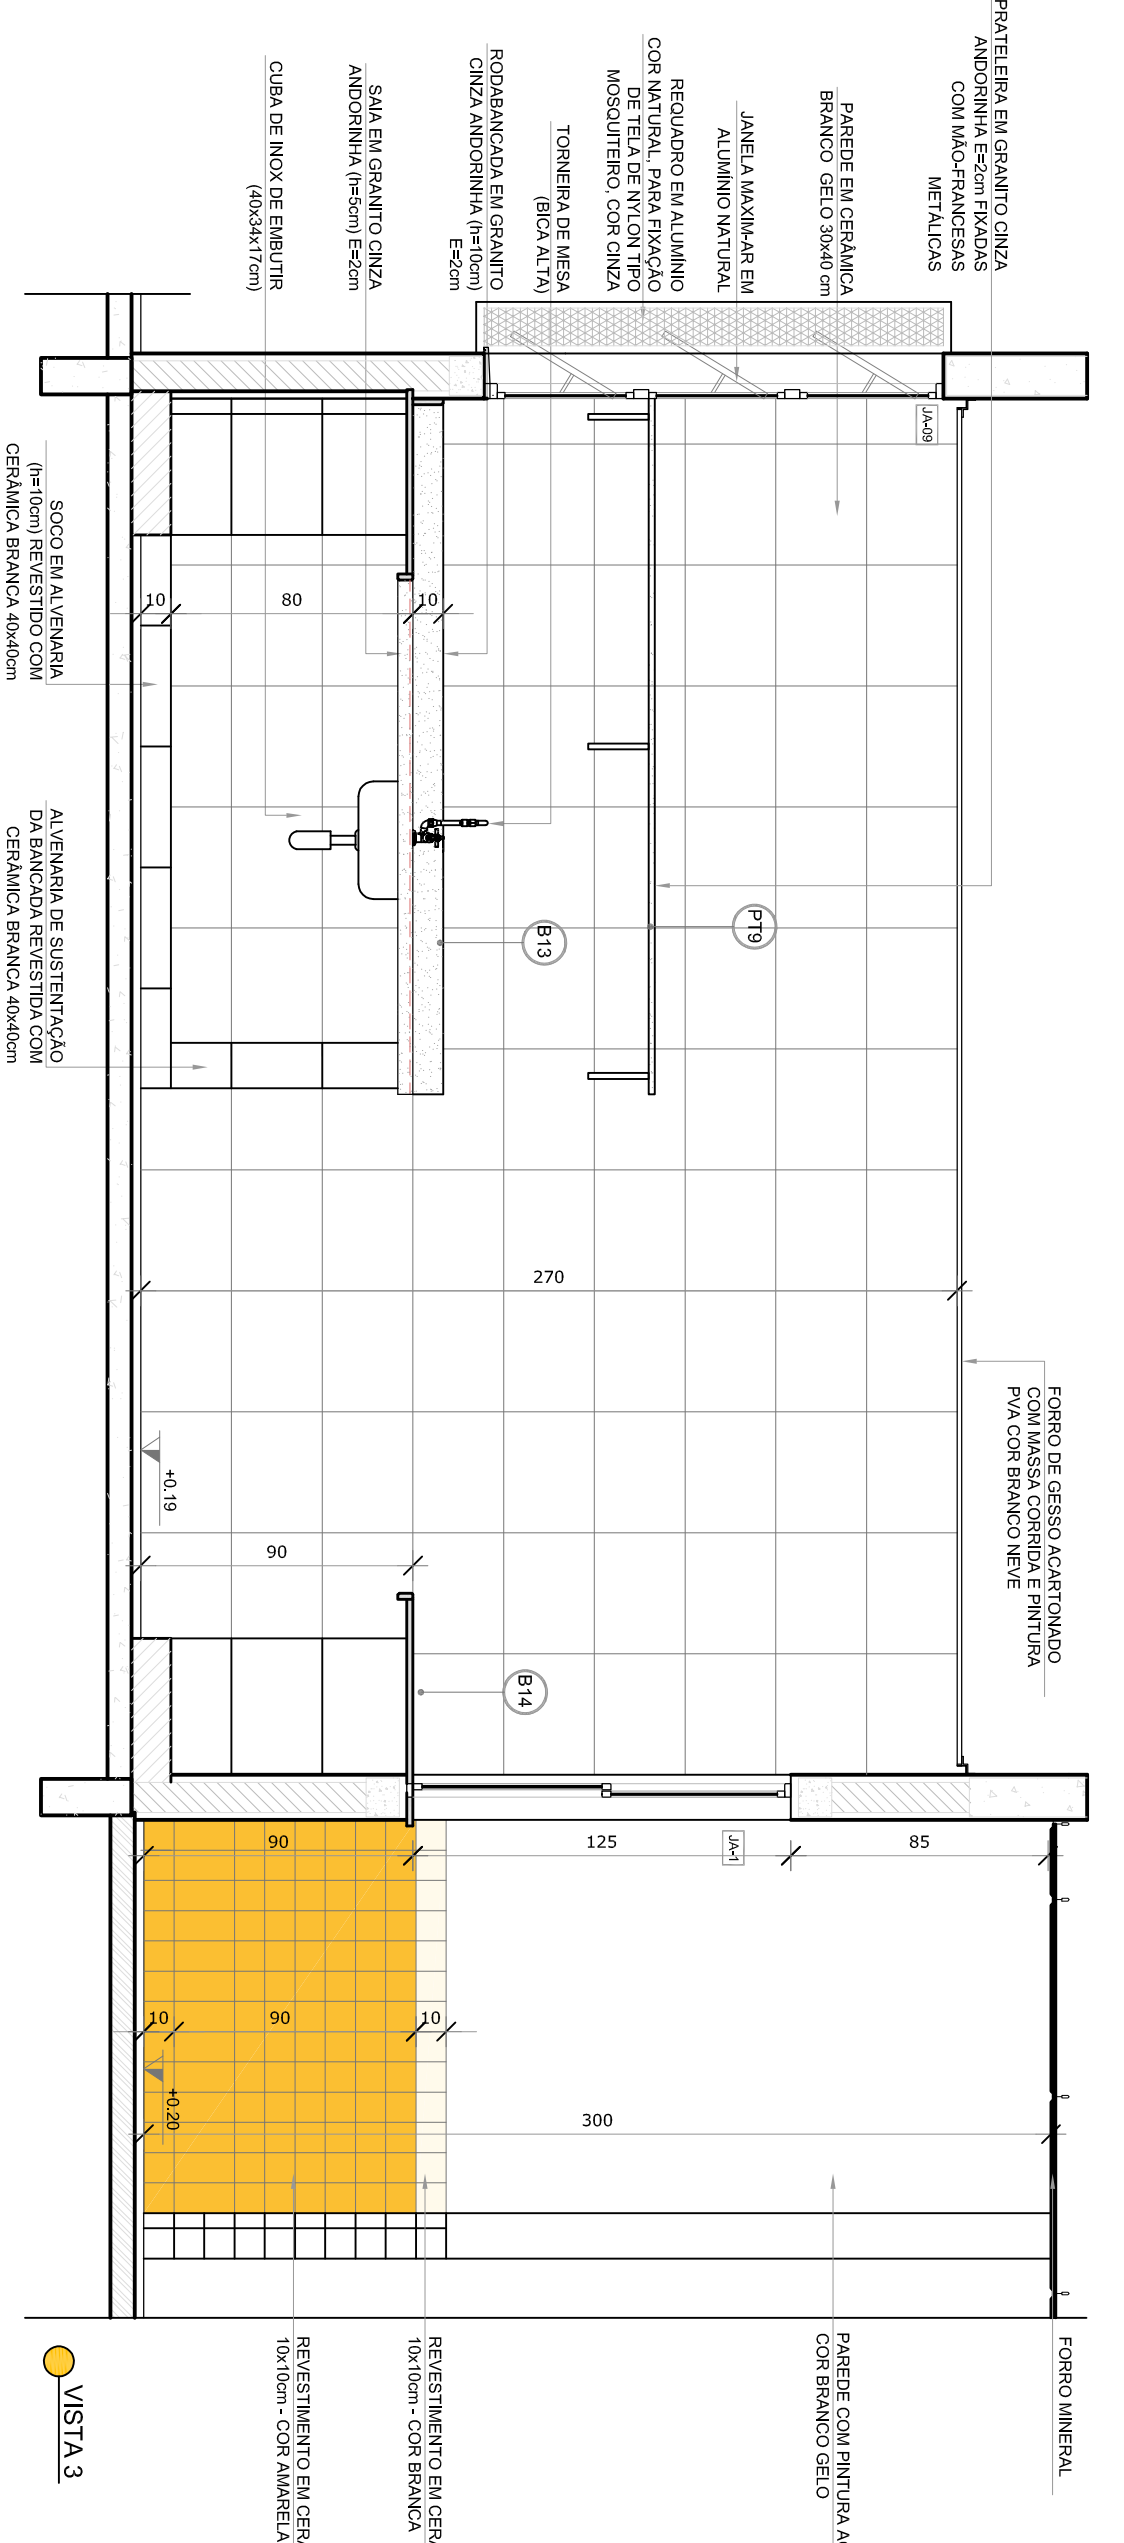 PRATELEIRA EM GRANITO CINZA
ANDORINHA E=2cm FIXADAS
COM MÃO-FRANCESAS
METÁLICAS
PAREDE EM CERÂMICA
BRANCO GELO 30x40 cm
JANELA MAXIM-AR EM
ALUMÍNIO NATURAL
REQUADRO EM ALUMÍNIO
COR NATURAL, PARA FIXAÇÃO
DE TELA DE NYLON TIPO
MOSQUITEIRO, COR CINZA
TORNEIRA DE MESA
(BICA ALTA)
RODABANCADA EM GRANITO
CINZA ANDORINHA (h=10cm)
E=2cm
SAIA EM GRANITO CINZA
ANDORINHA (h=5cm) E=2cm
CUBA DE INOX DE EMBUTIR
(40x34x17cm)
JA-09
SOCO EM ALVENARIA
(h=10cm) REVESTIDO COM
CERÂMICA BRANCA 40x40cm
10
80
10
ALVENARIA DE SUSTENTAÇÃO
DA BANCADA REVESTIDA COM
CERÂMICA BRANCA 40x40cm
PT9
B13
270
FORRO DE GESSO ACARTONADO
COM MASSA CORRIDA E PINTURA
PVA COR BRANCO NEVE
+0.19
90
B14
90
125
JA-1
85
10
90
10
+0.20
300
FORRO MINERAL
PAREDE COM PINTURA
COR BRANCO GELO
REVESTIMENTO EM
10x10cm - COR BRANCA
REVESTIMENTO EM
10x10cm - COR AMARELA
VISTA 3